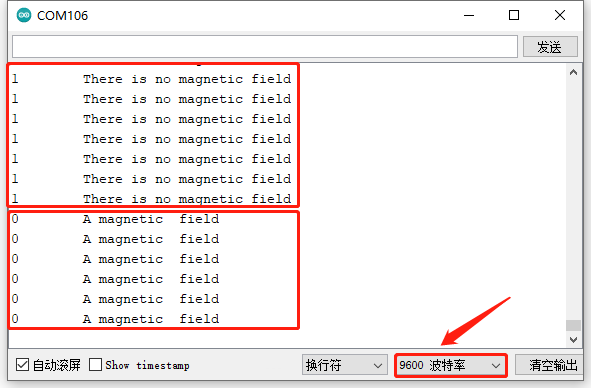 COM106
发送
1 There is no magnetic field
1 There is no magnetic field
1 There is no magnetic field
1 There is no magnetic field
1 There is no magnetic field
1 There is no magnetic field
1 There is no magnetic field
0 A magnetic  field
0 A magnetic  field
0 A magnetic  field
0 A magnetic  field
0 A magnetic  field
0 A magnetic  field
自动滚屏 Show timestamp 换行符 9600 波特率 清空输出